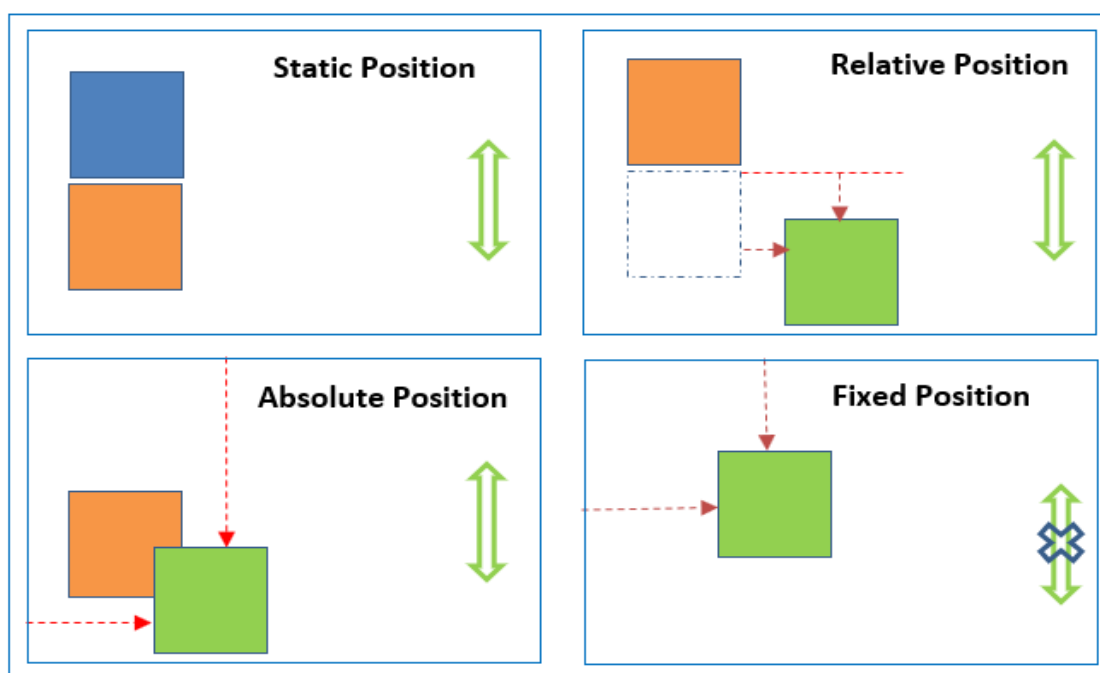 Static Position
Relative Position
Absolute Position
Fixed Position